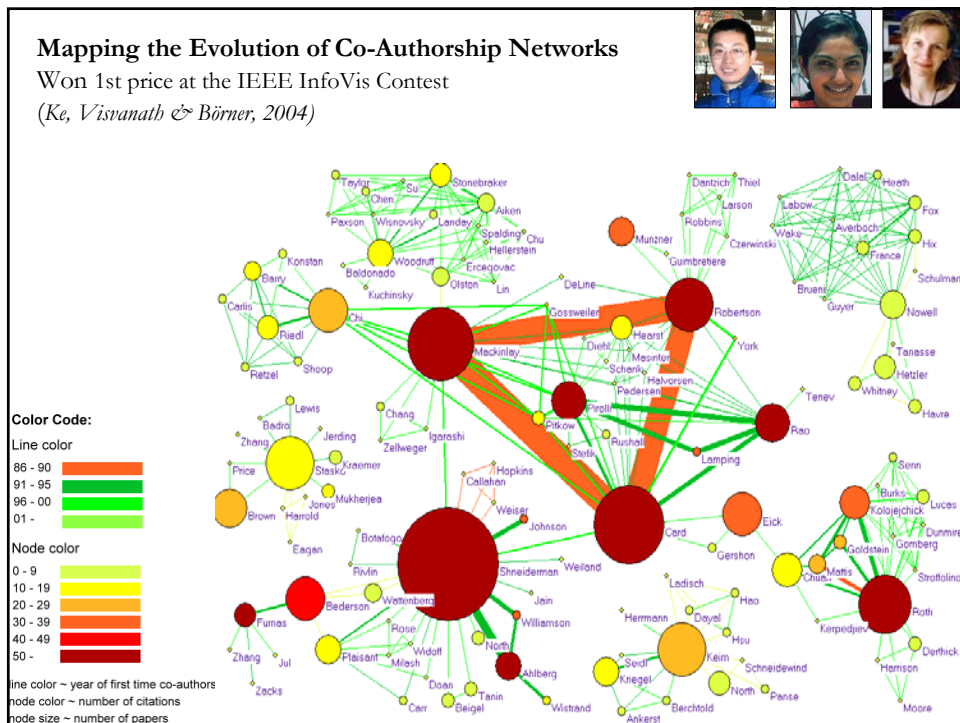 Mapping the Evolution of Co-Authorship Networks
Won 1st price at the IEEE InfoVis Contest
(Ke, Visvanath & Börner, 2004)
Taylor
Su
Stonebraker
Chen
Aiken
Paxson
Wisnovsky
Landay
Spalding
Chu
Hellerstein
Woodruff
Ercegovac
Baldonado
Olston
Lin
Kuchinsky
Konstan
Barry
Carlis
Chi
Riedl
Retzel
Shoop
Dantzich
Thiel
Larson
Robbins
Munzner
Czerwinski
Gumbretiere
DeLine
Gossweiler
Robertson
Mackinlay
Diehl
Hearst
Masinter
York
Schank
Halvorsen
Pedersen
Pirolli
Pitkow
Rushall
Stefik
Tenev
Rao
Lamping
Chang
Igarashi
Zellweger
Dalal
Heath
Labow
Fox
Wake
Averboch
Hix
France
Schulman
Brueni
Guyer
Nowell
Tanasse
Hetzler
Whitney
Havre
Lewis
Badro
Zhang
Jerding
Price
Stasko
Kraemer
Mukherjea
Jones
Brown
Harrold
Eagan
Hopkins
Callahan
Weiser
Johnson
Botafogo
Card
Eick
Rivlin
Shneiderman
Weiland
Gershon
Jain
Bederson
Wattenberg
Williamson
Furnas
Rose
North
Plaisant
Widoff
Zhang
Jul
Milash
Ahlberg
Doan
Zacks
Tanin
Carr
Beigel
Wistrand
Senn
Burks
Lucas
Kolojejchick
Dunmire
Goldstein
Gomberg
Mattis
Chuah
Strottolino
Roth
Kerpedjiev
Derthick
Harrison
Moore
Ladisch
Hao
Herrmann
Dayal
Hsu
Seidl
Keim
Schneidewind
Kriegel
North
Panse
Berchtold
Ankerst
Color Code:
Line color
86 - 90
91 - 95
96 - 00
01 -
Node color
0 - 9
10 - 19
20 - 29
30 - 39
40 - 49
50 -
line color ~ year of first time co-authors
node color ~ number of citations
node size ~ number of papers